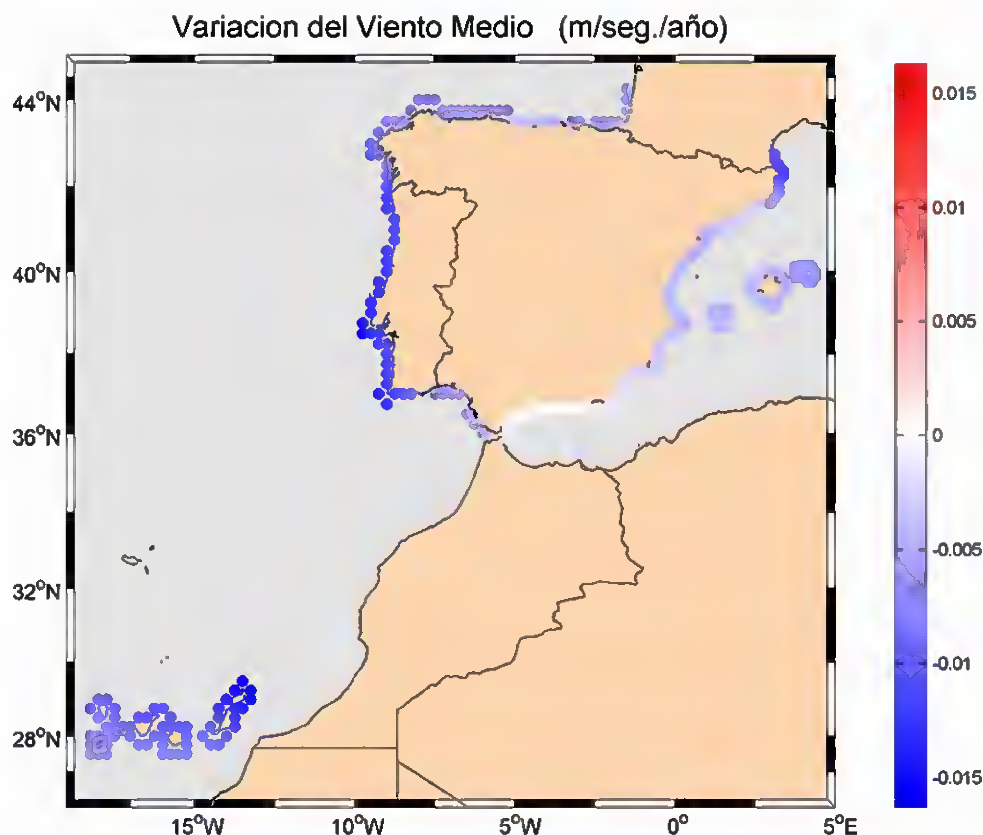 Variacion del Viento Medio (m/seg./año)
44°N
40°N
36°N
32°N
28°N
15°W
10°W
5°W
0°
5°E
0.015
0.01
0.005
0
-0.005
-0.01
-0.015